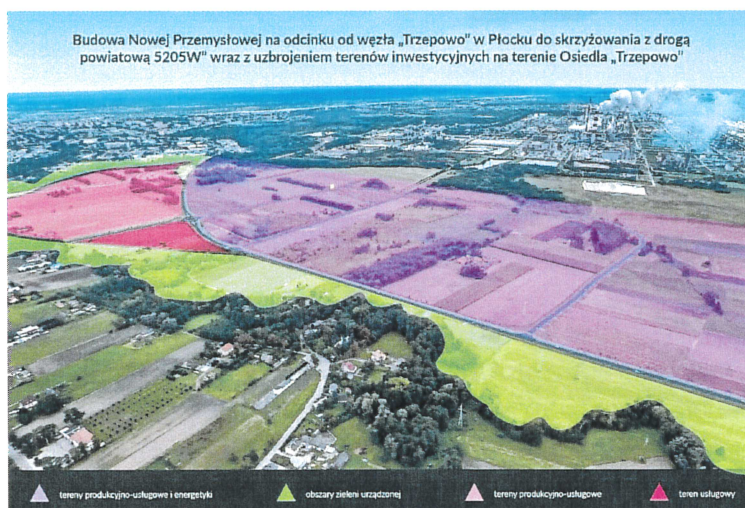 Budowa Nowej Przemysłowej na odcinku od węzła „Trzepowo” w Płocku do skrzyżowania z drogą
powiatową 5205W” wraz z uzbrojeniem terenów inwestycyjnych na terenie Osiedla „Trzepowo”
tereny produkcyjno-usługowe i energetyki
obszary zieleni urządzonej
tereny produkcyjno-usługowe
teren usługowy